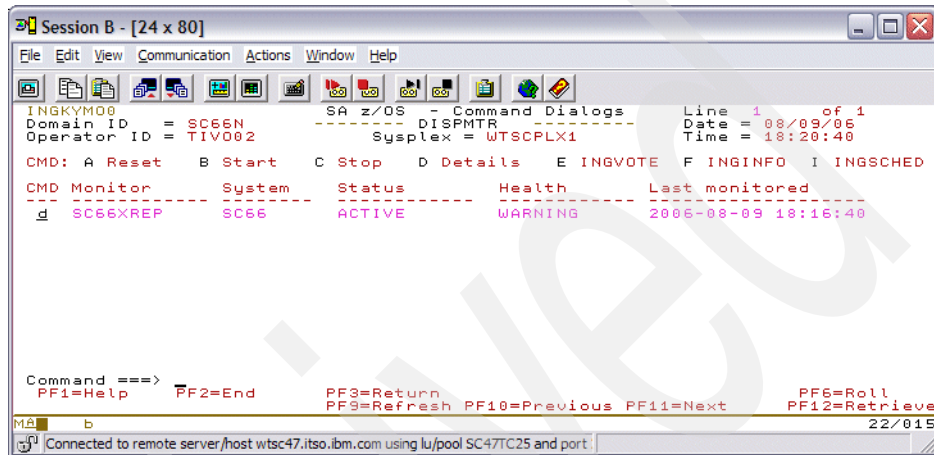 Session B - [24 x 80]
File Edit View Communication Actions Window Help
INGKYM00 SA z/OS - Command Dialogs Line 1 of 1
Domain ID = SC66N ------- DISPMTR --------- Date = 08/09/06
Operator ID = TIVO02 Sysplex = WTSCPLX1 Time = 18:20:40
CMD: A Reset B Start C Stop D Details E INGVOTE F INGINFO I INGSCHED
CMD Monitor System Status Health Last monitored
--- ----------- -------- ------------ ----------- -------------------
d SC66XREP SC66 ACTIVE WARNING 2006-08-09 18:16:40
Command ===>
PF1=Help PF2=End PF3=Return PF6=Roll
PF9=Refresh PF10=Previous PF11=Next PF12=Retrieve
MA b 22/015
Connected to remote server/host wtsc47.itso.ibm.com using lu/pool SC47TC25 and port